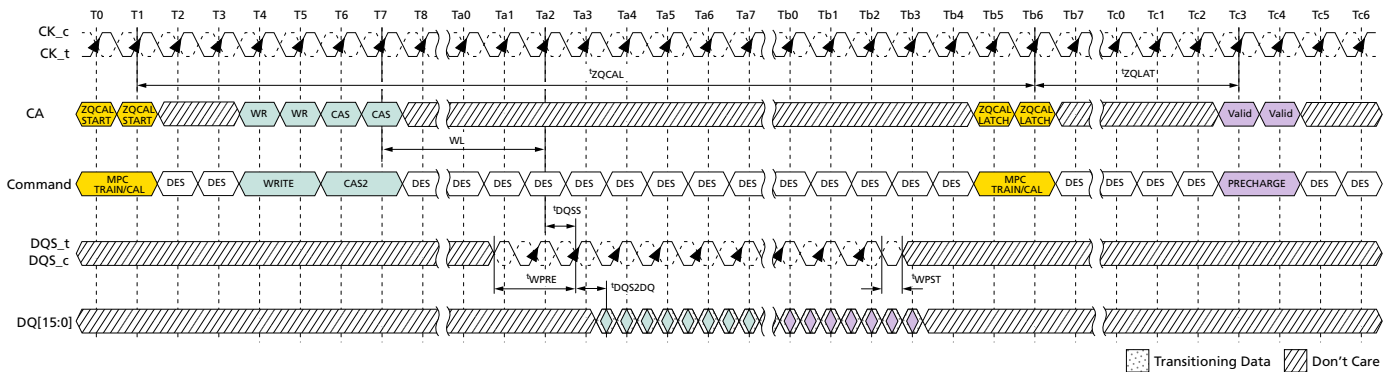 T0 T1 T2 T3 T4 T5 T6 T7 T8 Ta0 Ta1 Ta2 Ta3 Ta4 Ta5 Ta6 Ta7 Tb0 Tb1 Tb2 Tb3 Tb4 Tb5 Tb6 Tb7 Tc0 Tc1 Tc2 Tc3 Tc4 Tc5 Tc6
CK_c
CK_t
tZQCAL tZQLAT
CA ZQCAL START ZQCAL START WR WR CAS CAS ZQCAL LATCH ZQCAL LATCH Valid Valid
WL
Command MPC TRAIN/CAL DES DES WRITE CAS2 DES DES DES DES DES DES DES DES DES DES DES DES DES DES MPC TRAIN/CAL DES DES DES DES PRECHARGE DES DES
tDQSS
DQS_t
DQS_c
tWPRE tDQS2DQ tWPST
DQ[15:0]
Transitioning Data Don't Care